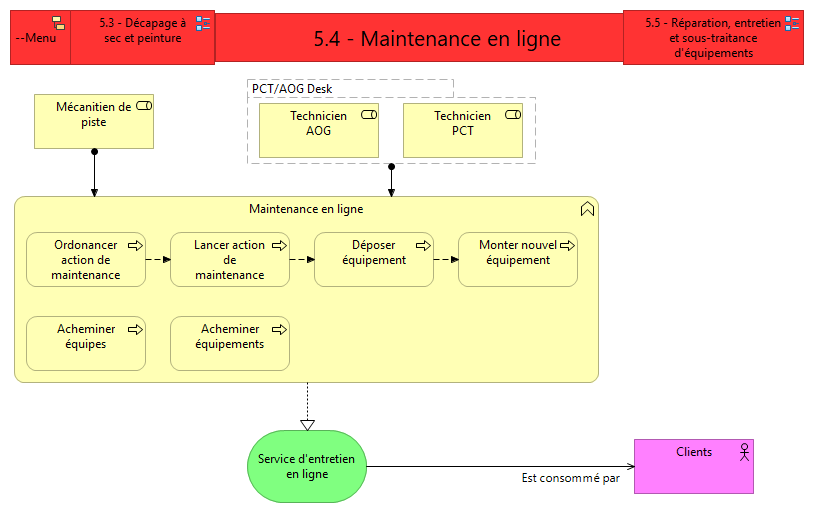 --Menu
5.3 - Décapage à
sec et peinture
5.4 - Maintenance en ligne
5.5 - Réparation, entretien
et sous-traitance
d'équipements
Mécanitien de
piste
PCT/AOG Desk
Technicien
AOG
Technicien
PCT
Maintenance en ligne
Ordonancer
action de
maintenance
Lancer action
de
maintenance
Déposer
équipement
Monter nouvel
équipement
Acheminer
équipes
Acheminer
équipements
Service d'entretien
en ligne
Est consommé par
Clients